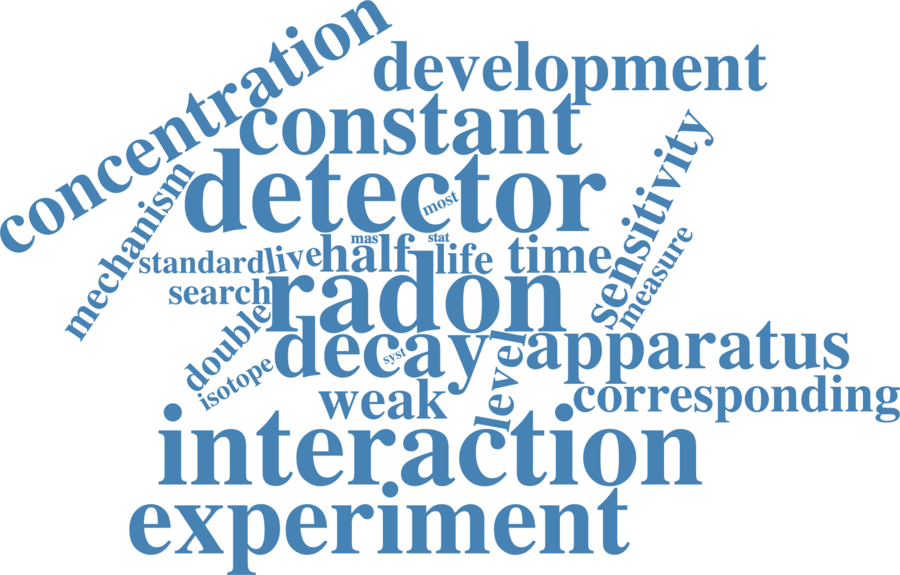 concentration
development
constant
detector
most
mechanism
sensitivity
measure
mas
stat
standard
live
half
life
time
search
radon
double
isotope
decay
syst
level
apparatus
weak
corresponding
interaction
experiment